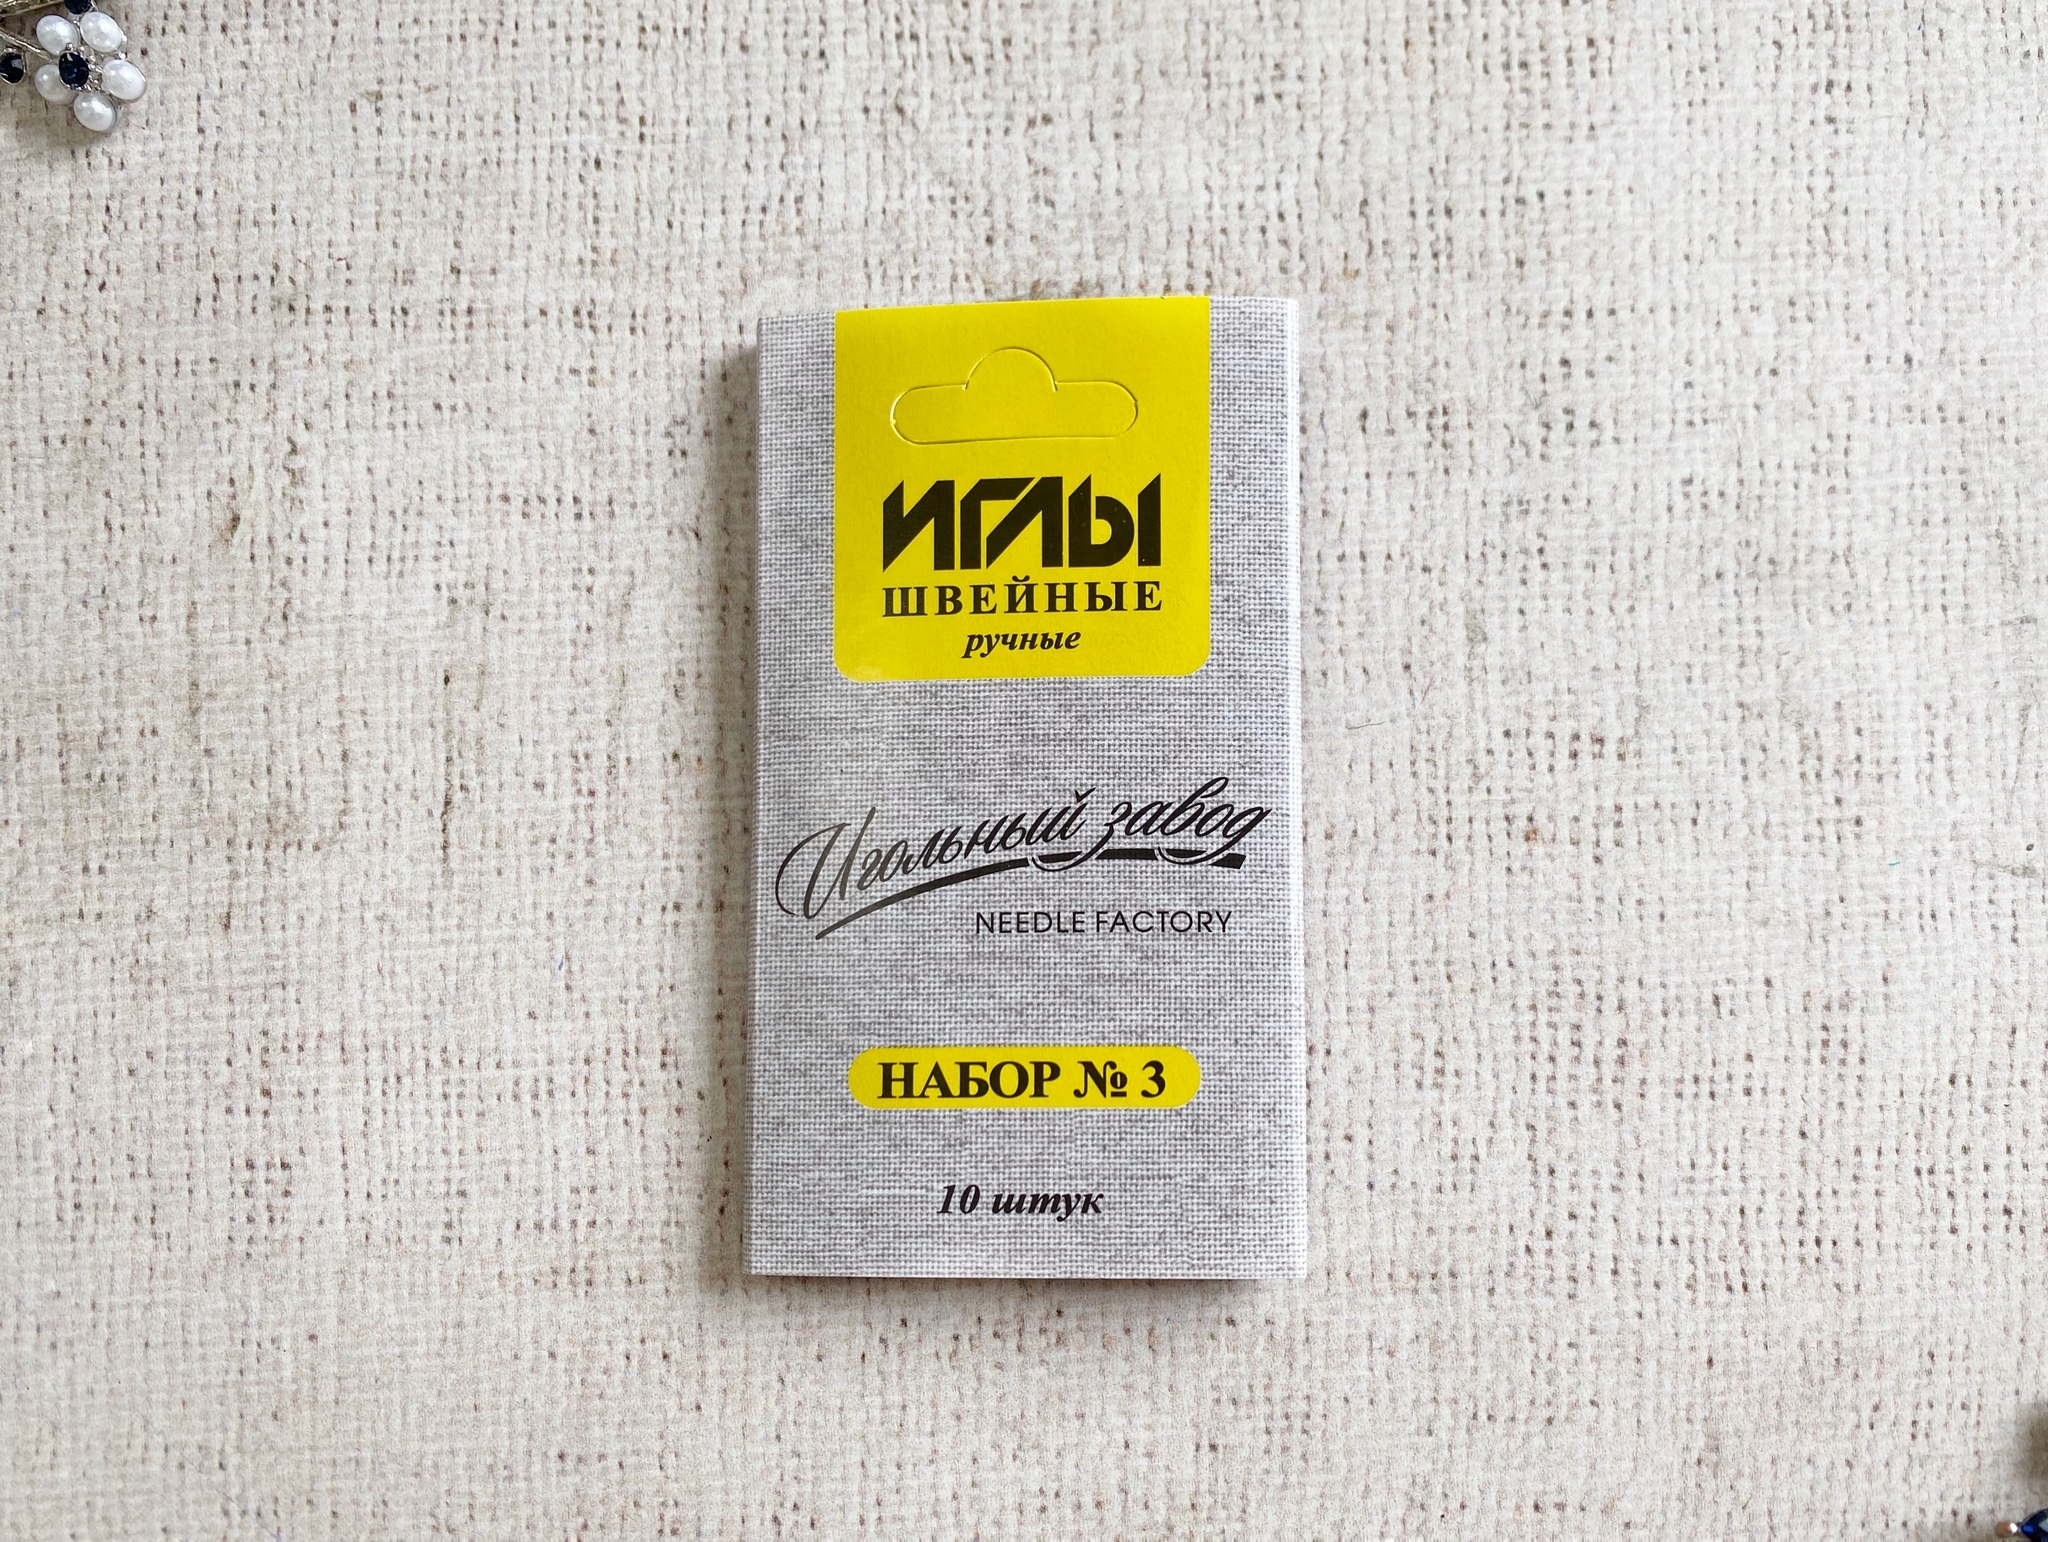 ИГЛЫ
ШВЕЙНЫЕ
ручные
Игольный завод
NEEDLE FACTORY
НАБОР № 3
10 штук